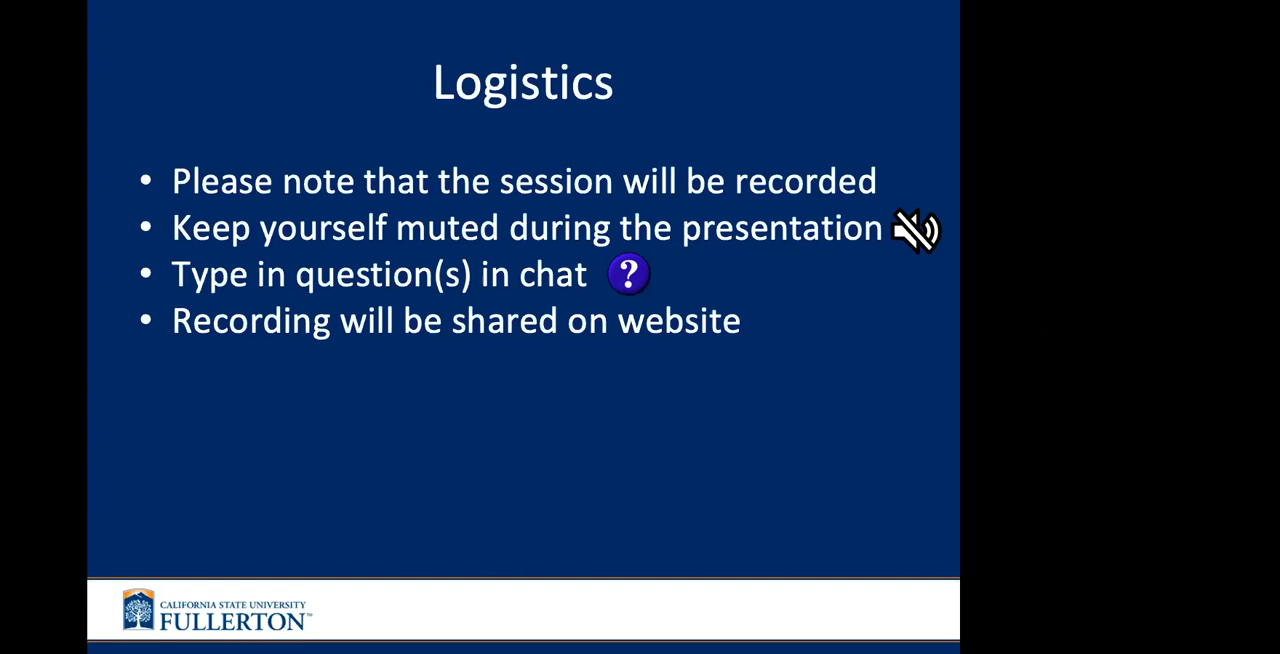 Logistics
• Please note that the session will be recorded
• Keep yourself muted during the presentation
• Type in question(s) in chat ?
• Recording will be shared on website
CALIFORNIA STATE UNIVERSITY
FULLERTON™